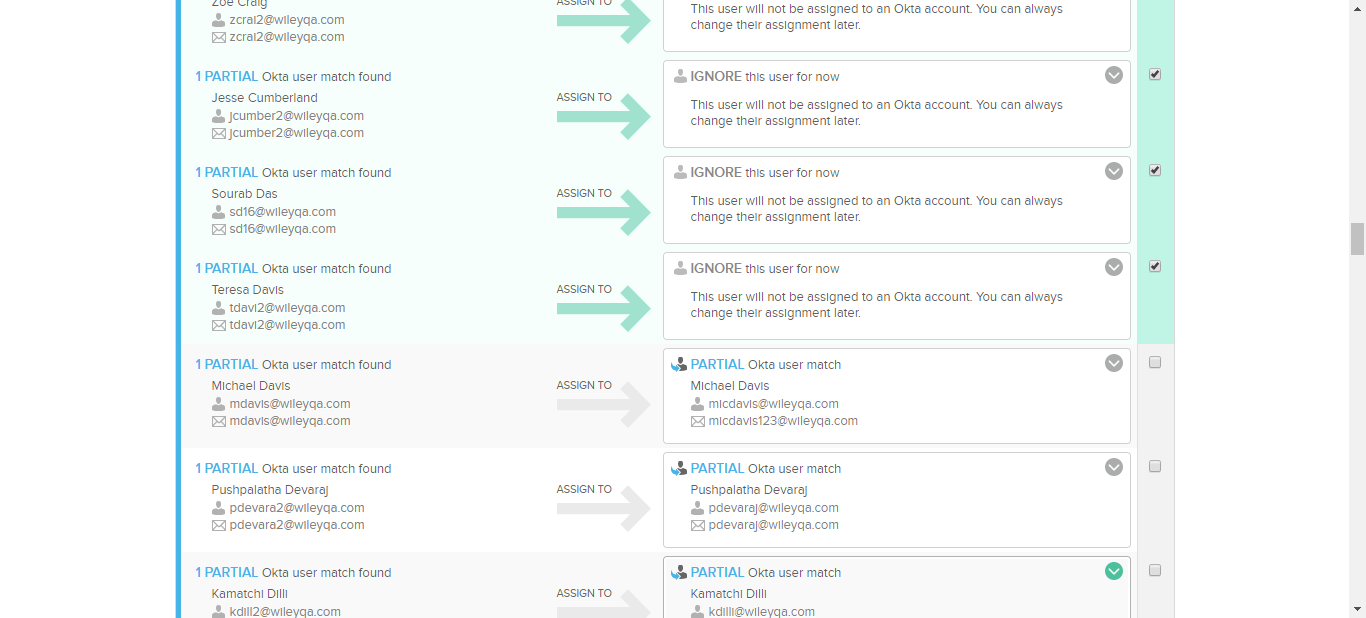 Zoe Craig
zcrai2@wileyqa.com
zcrai2@wileyqa.com
ASSIGN TO
This user will not be assigned to an Okta account. You can always
change their assignment later.
1 PARTIAL Okta user match found
Jesse Cumberland
jcumber2@wileyqa.com
jcumber2@wileyqa.com
ASSIGN TO
IGNORE this user for now
This user will not be assigned to an Okta account. You can always
change their assignment later.
1 PARTIAL Okta user match found
Sourab Das
sd16@wileyqa.com
sd16@wileyqa.com
ASSIGN TO
IGNORE this user for now
This user will not be assigned to an Okta account. You can always
change their assignment later.
1 PARTIAL Okta user match found
Teresa Davis
tdavi2@wileyqa.com
tdavi2@wileyqa.com
ASSIGN TO
IGNORE this user for now
This user will not be assigned to an Okta account. You can always
change their assignment later.
1 PARTIAL Okta user match found
Michael Davis
mdavis@wileyqa.com
mdavis@wileyqa.com
ASSIGN TO
PARTIAL Okta user match
Michael Davis
micdavis@wileyqa.com
micdavis123@wileyqa.com
1 PARTIAL Okta user match found
Pushpalatha Devaraj
pdevara2@wileyqa.com
pdevara2@wileyqa.com
ASSIGN TO
PARTIAL Okta user match
Pushpalatha Devaraj
pdevaraj@wileyqa.com
pdevaraj@wileyqa.com
1 PARTIAL Okta user match found
Kamatchi Dilli
kdilli2@wileyqa.com
ASSIGN TO
PARTIAL Okta user match
Kamatchi Dilli
kdilli@wileyqa.com